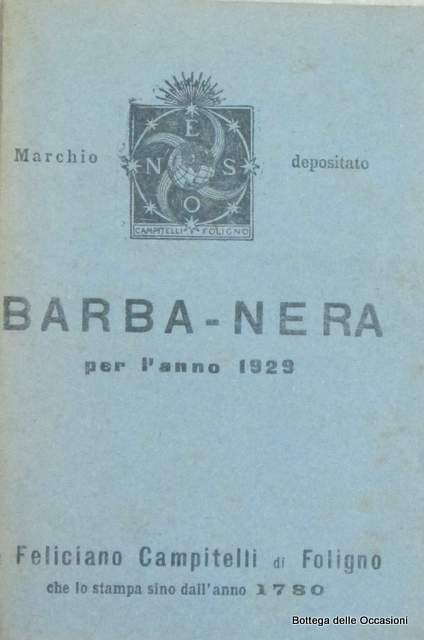 E
Marchio N S depositato
O
CAMPITELLI FOLIGNO
BARBA-NERA
per l'anno 1929
Feliciano Campitelli di Foligno
che lo stampa sino dall'anno 1780
Bottega delle Occasioni